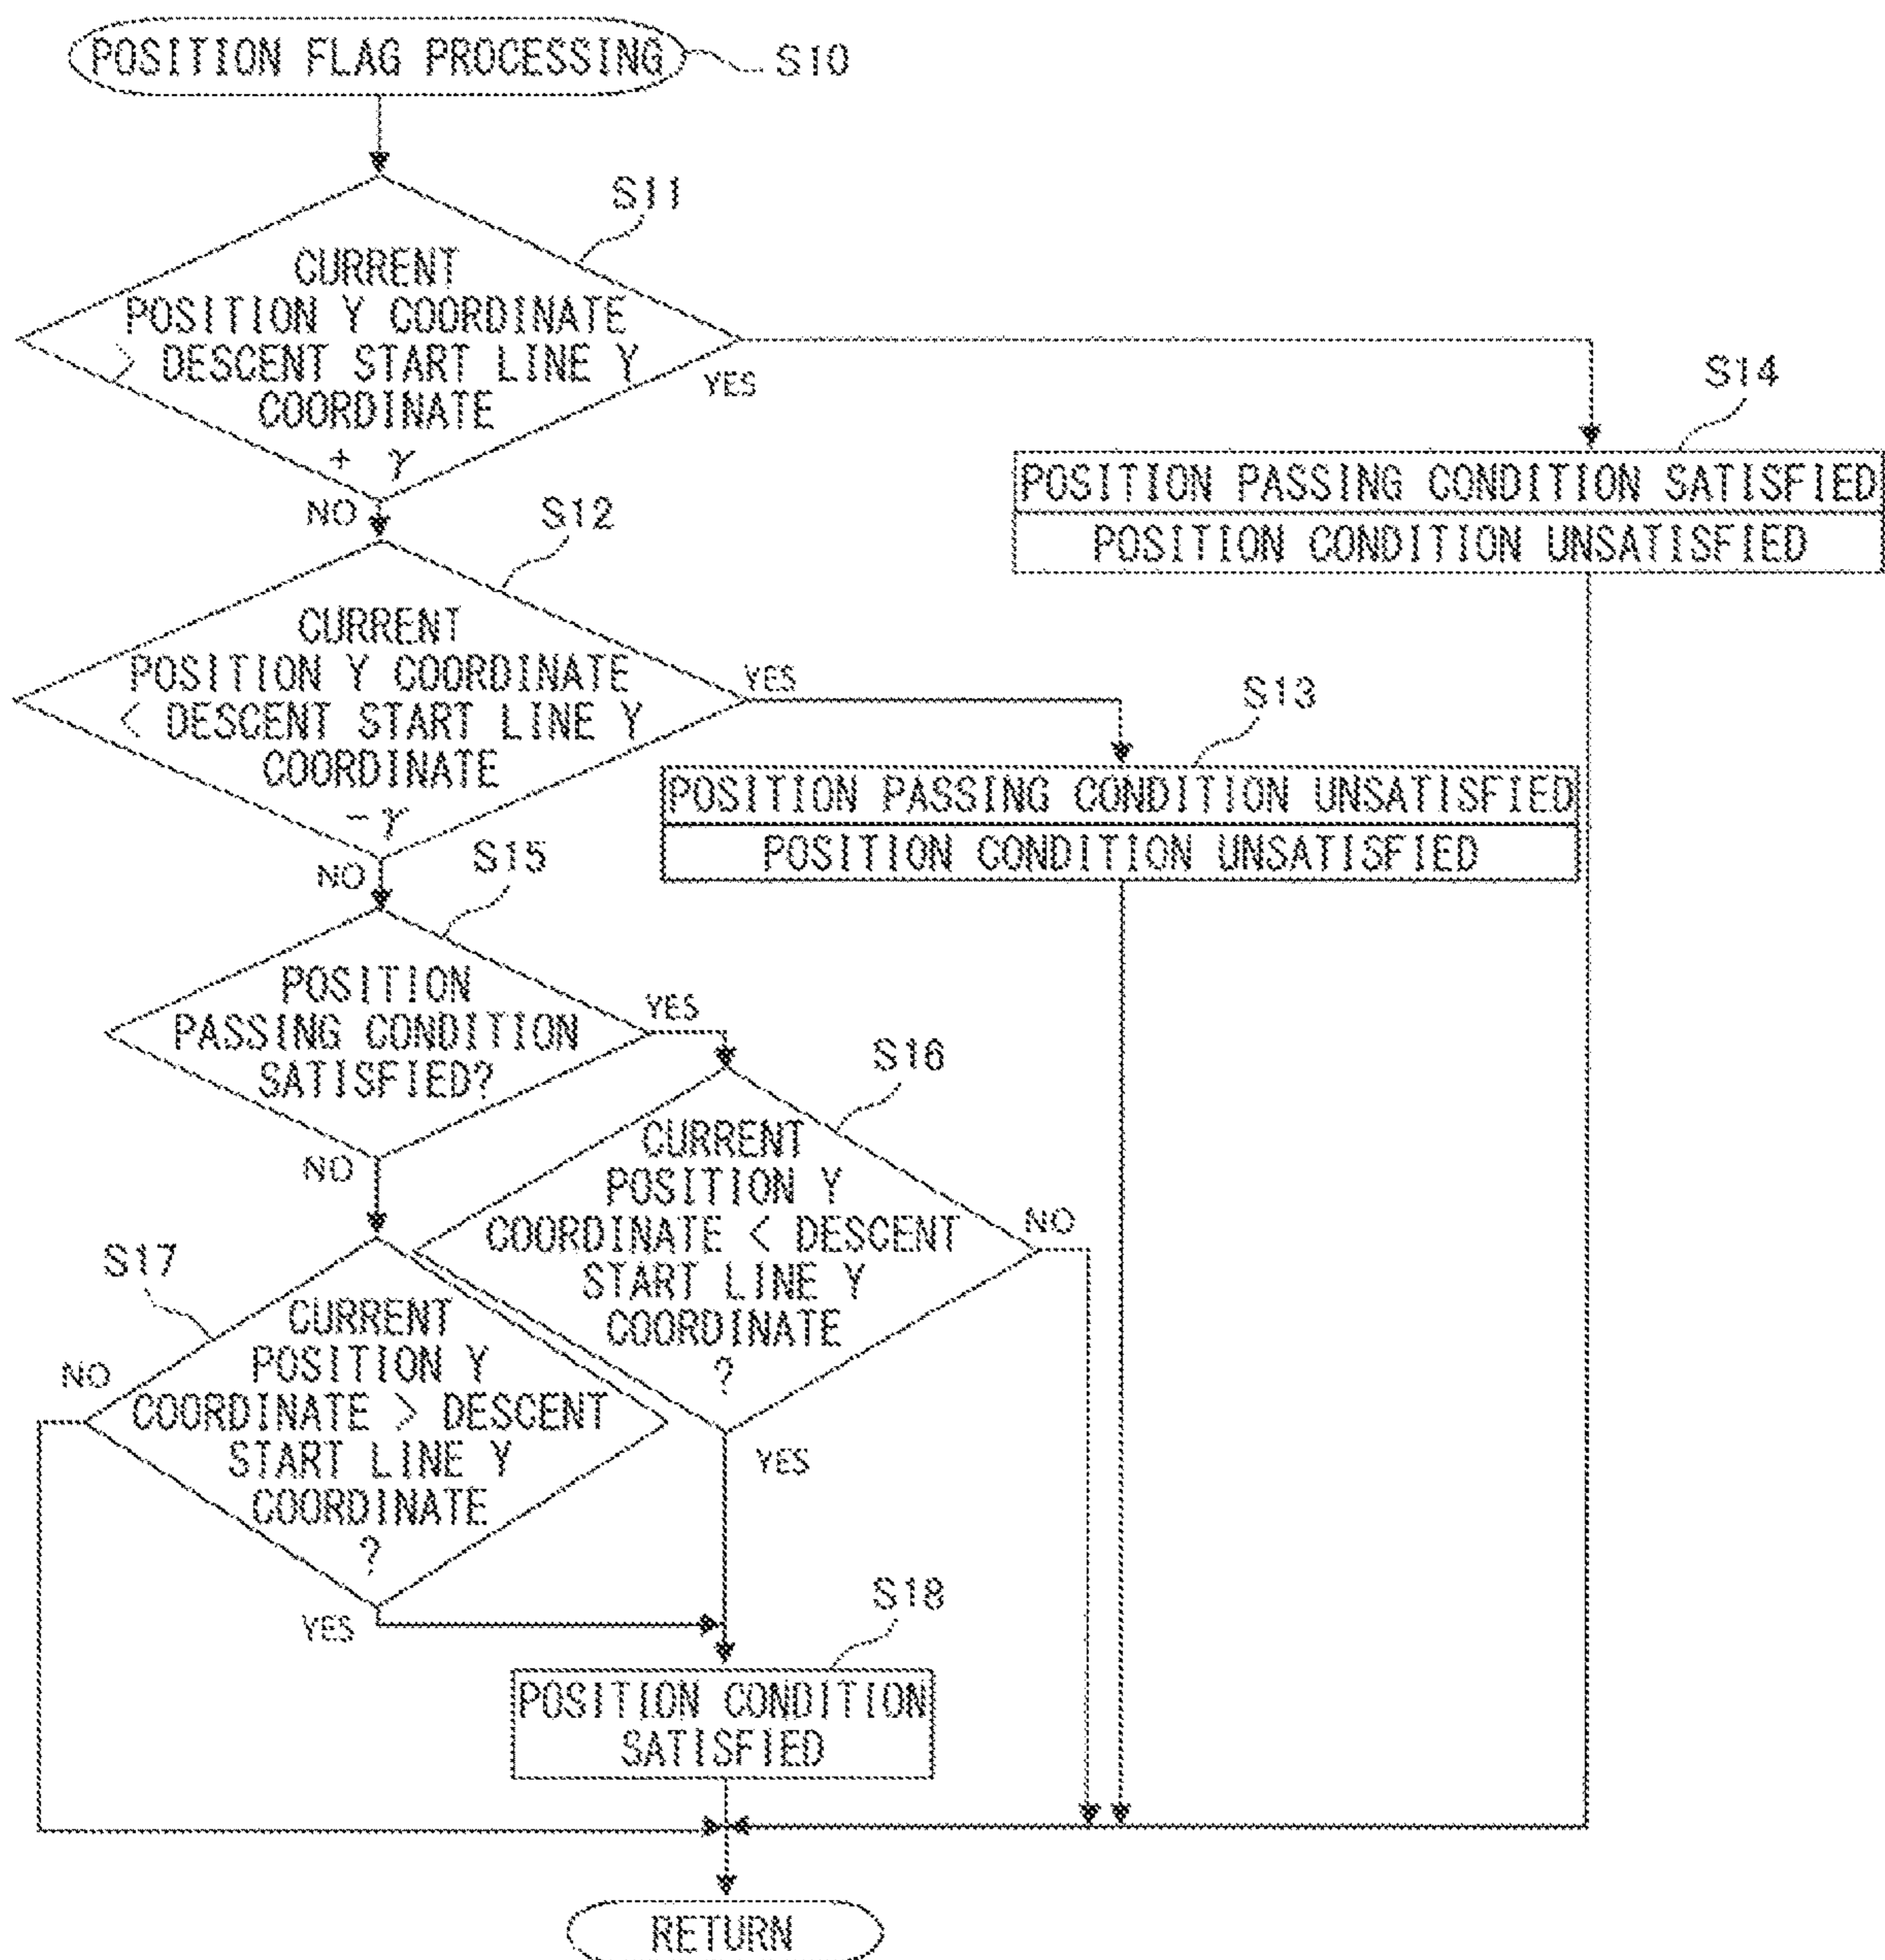 POSITION FLAG PROCESSING
S10
S11
CURRENT
POSITION Y COORDINATE
> DESCENT START LINE Y
COORDINATE
+ γ
YES
NO
S14
POSITION PASSING CONDITION SATISFIED
POSITION CONDITION UNSATISFIED
S12
CURRENT
POSITION Y COORDINATE
< DESCENT START LINE Y
COORDINATE
- γ
YES
NO
S13
POSITION PASSING CONDITION UNSATISFIED
POSITION CONDITION UNSATISFIED
S15
POSITION
PASSING CONDITION
SATISFIED?
YES
NO
S16
CURRENT
POSITION Y
COORDINATE < DESCENT
START LINE Y
COORDINATE
?
NO
YES
S17
CURRENT
POSITION Y
COORDINATE > DESCENT
START LINE Y
COORDINATE
?
NO
YES
S18
POSITION CONDITION
SATISFIED
RETURN